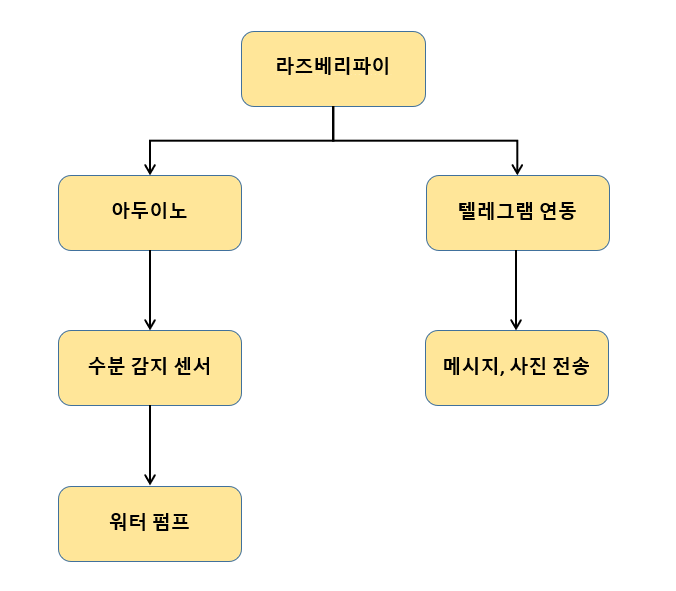 라즈베리파이
아두이노
텔레그램 연동
수분 감지 센서
메시지, 사진 전송
워터 펌프